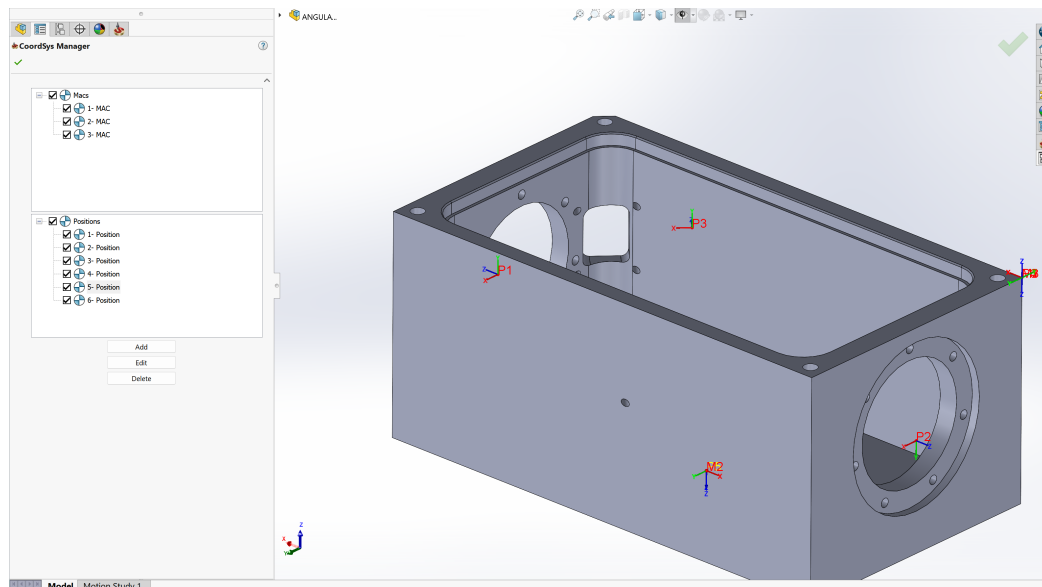 ANGULA...
CoordSys Manager
Macs
1- MAC
2- MAC
3- MAC
Positions
1- Position
2- Position
3- Position
4- Position
5- Position
6- Position
Add
Edit
Delete
P3
X
P1
Z
X
Z
Z
P2
X
Z
M2
X
Z
Z
X
Y
Model Motion Study 1